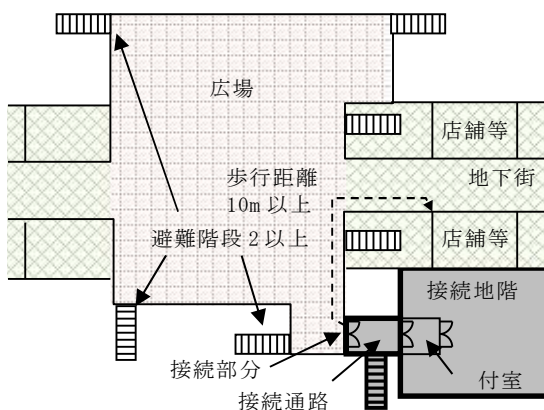 広場
店舗等
歩行距離
10m 以上
地下街
避難階段 2 以上
店舗等
接続地階
接続部分
付室
接続通路